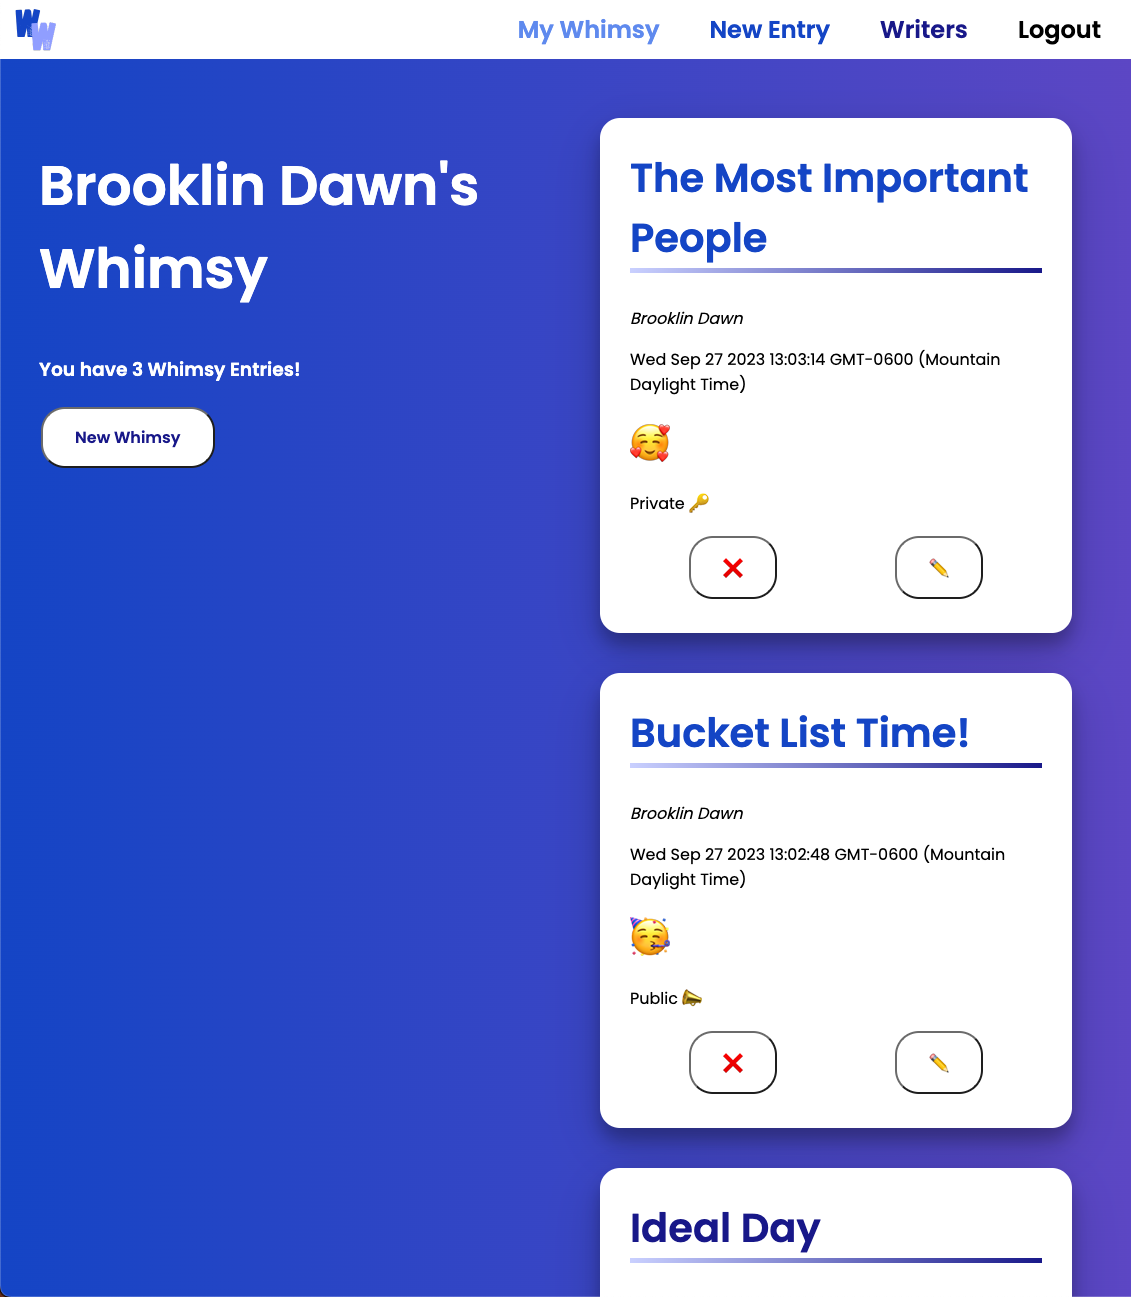 WW
My Whimsy New Entry Writers Logout
Brooklin Dawn's
Whimsy
You have 3 Whimsy Entries!
New Whimsy
The Most Important
People
Brooklin Dawn
Wed Sep 27 2023 13:03:14 GMT-0600 (Mountain
Daylight Time)
🥰
Private 🔑
❌ ✏️
Bucket List Time!
Brooklin Dawn
Wed Sep 27 2023 13:02:48 GMT-0600 (Mountain
Daylight Time)
🥳
Public 📣
❌ ✏️
Ideal Day